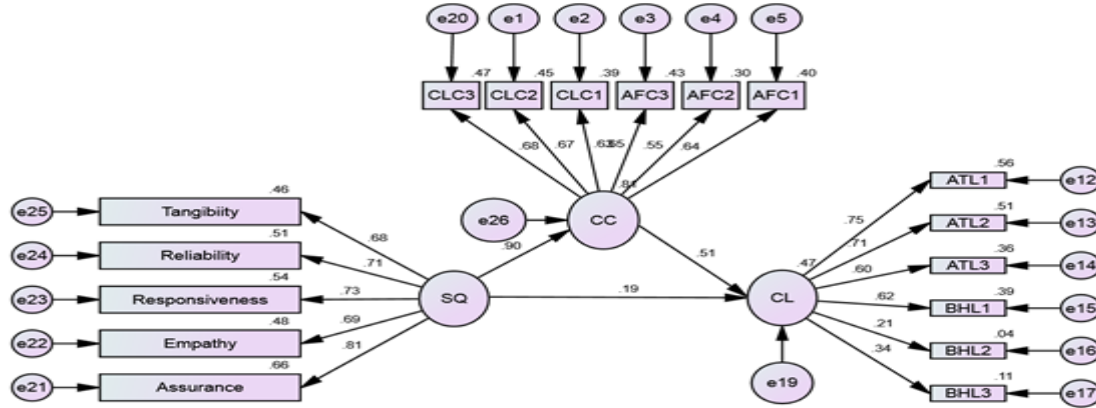 e20 e1 e2 e3 e4 e5
.47 .45 .39 .43 .30 .40
CLC3 CLC2 CLC1 AFC3 AFC2 AFC1
.68 .67 .55 .64
.81
CC
e26
.90
.51
.46
e25 Tangibiity
.68
.51
e24 Reliability
.71
.54
e23 Responsiveness
.73
.48
e22 Empathy
.69
.66
e21 Assurance
.81
SQ
.19
.47
CL
e19
.56
ATL1 e12
.75
.51
ATL2 e13
.71
.36
ATL3 e14
.60
.39
BHL1 e15
.62
.04
BHL2 e16
.21
.11
BHL3 e17
.34